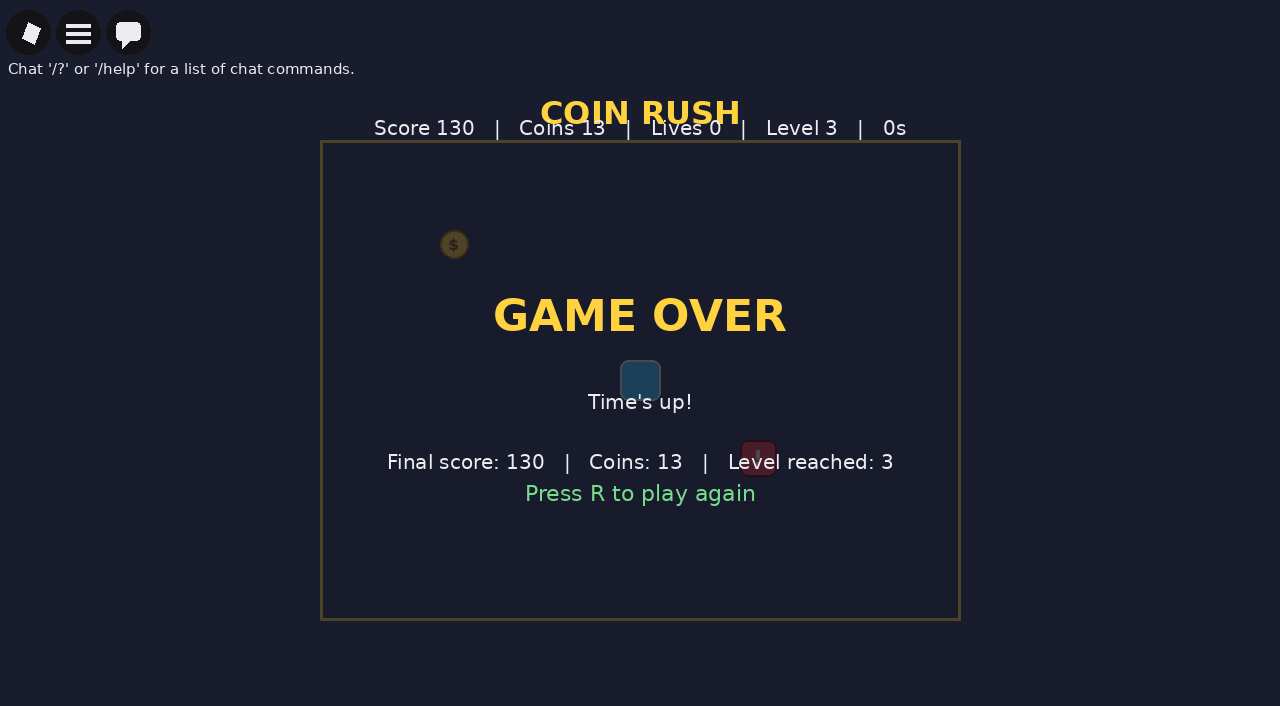 Chat '/?' or '/help' for a list of chat commands.
COIN RUSH
Score 130 | Coins 13 | Lives 0 | Level 3 | 0s
$
GAME OVER
Time's up!
!
Final score: 130 | Coins: 13 | Level reached: 3
Press R to play again